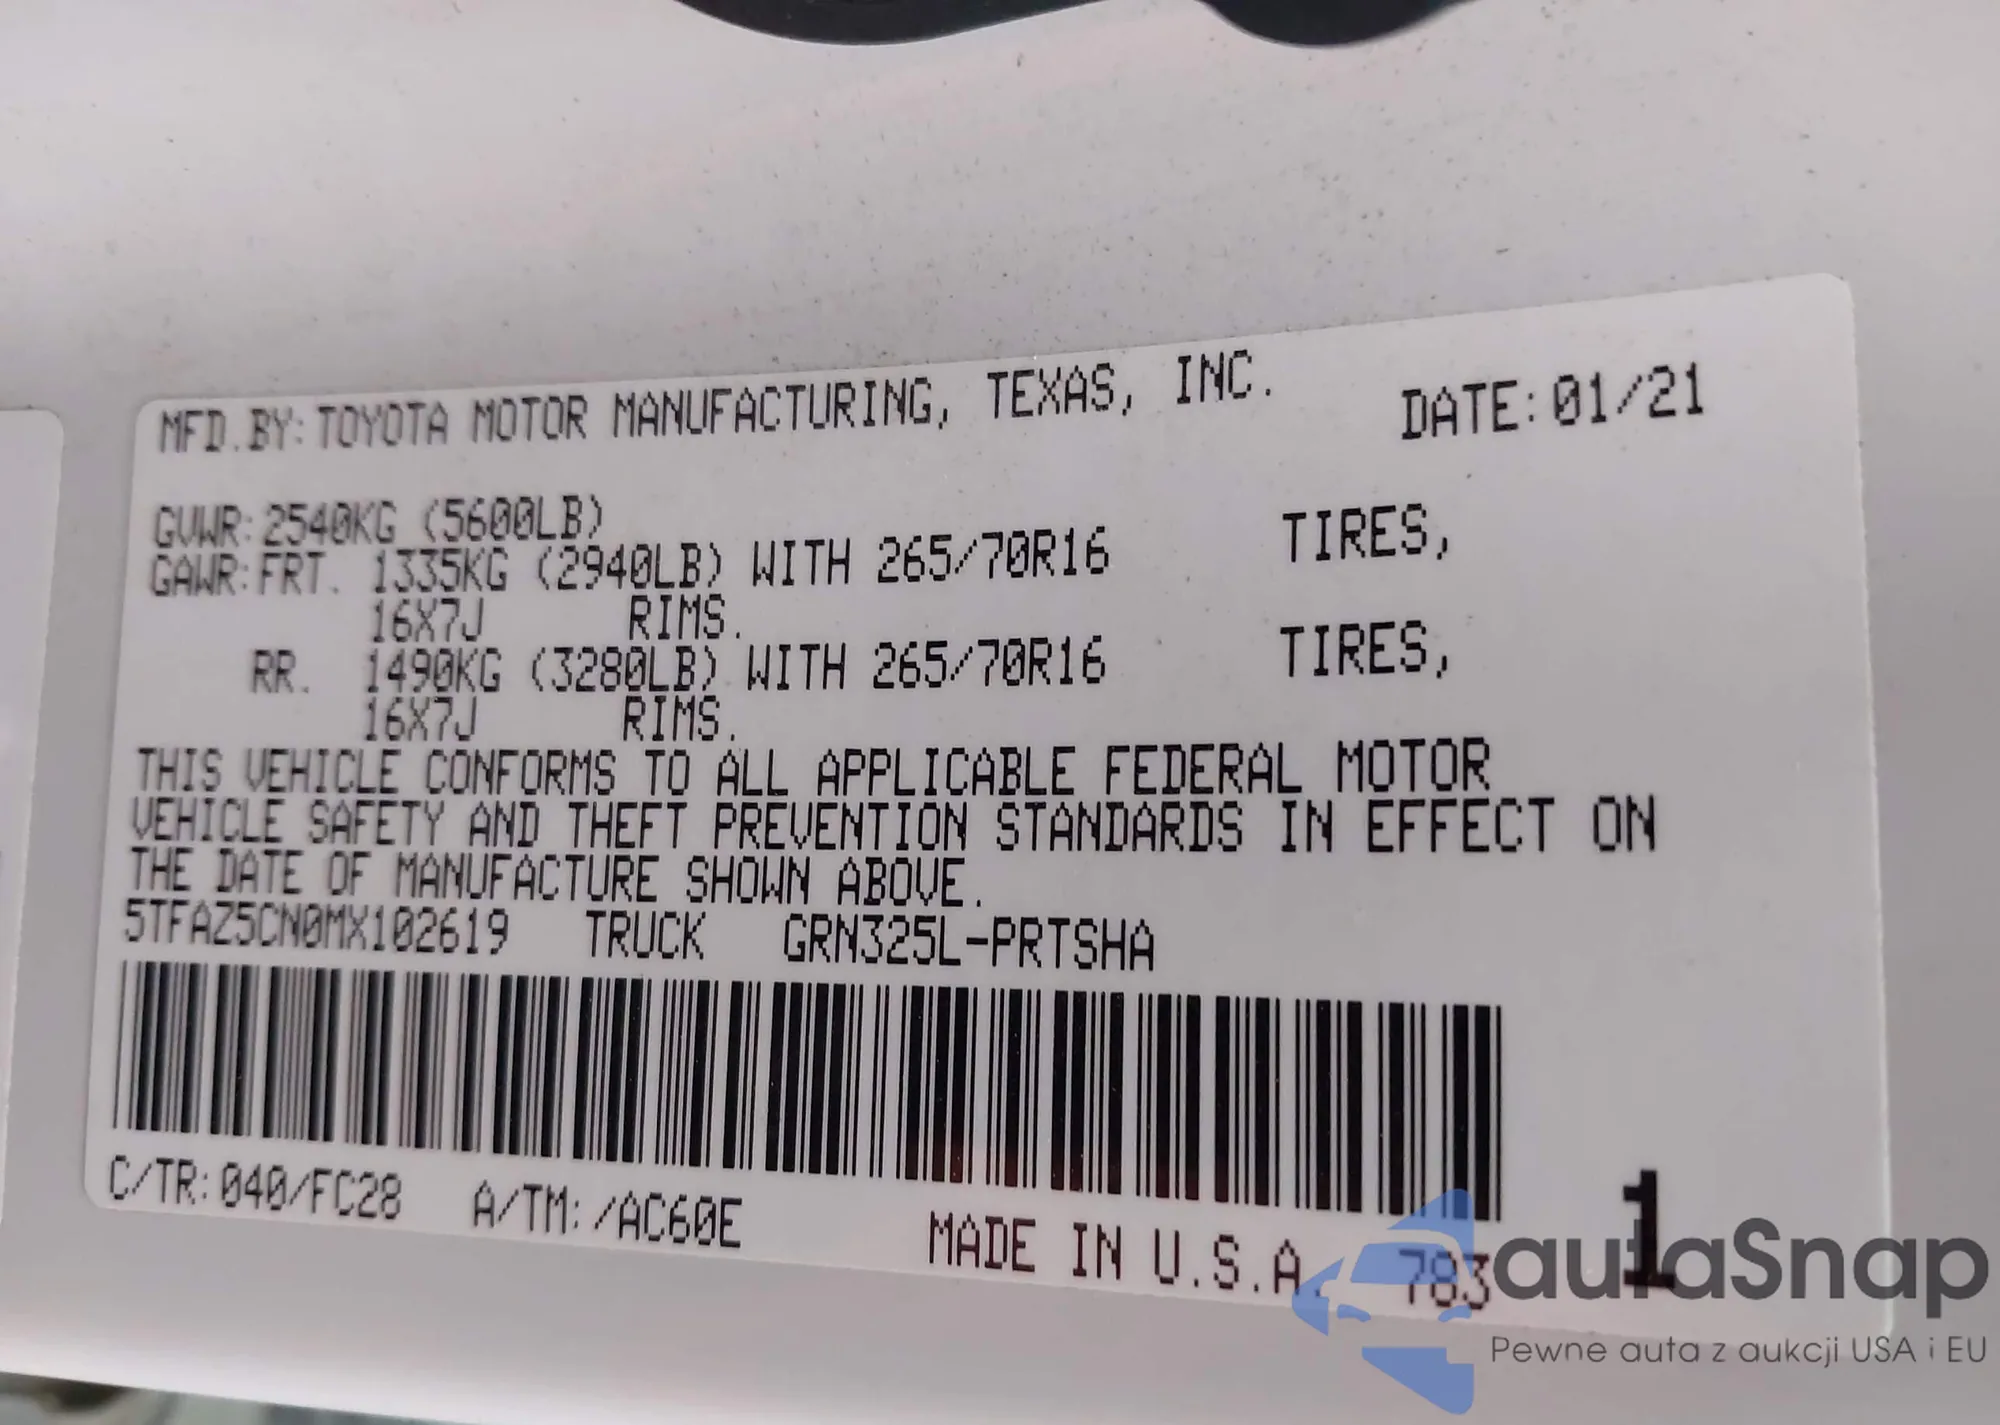 MFD.BY: TOYOTA MOTOR MANUFACTURING, TEXAS, INC. DATE: 01/21
GVWR: 2540KG (5600LB)
GAWR: FRT. 1335KG (2940LB) WITH 265/70R16 TIRES,
16X7J RIMS.
RR. 1490KG (3280LB) WITH 265/70R16 TIRES,
16X7J RIMS.
THIS VEHICLE CONFORMS TO ALL APPLICABLE FEDERAL MOTOR
VEHICLE SAFETY AND THEFT PREVENTION STANDARDS IN EFFECT ON
THE DATE OF MANUFACTURE SHOWN ABOVE.
5TFAZ5CN0MX102619 TRUCK GRN325L-PRTSHA
C/TR: 040/FC28 A/TM: /AC60E
MADE IN U.S.A. 783 1
autaSnap
Pewne auta z aukcji USA i EU